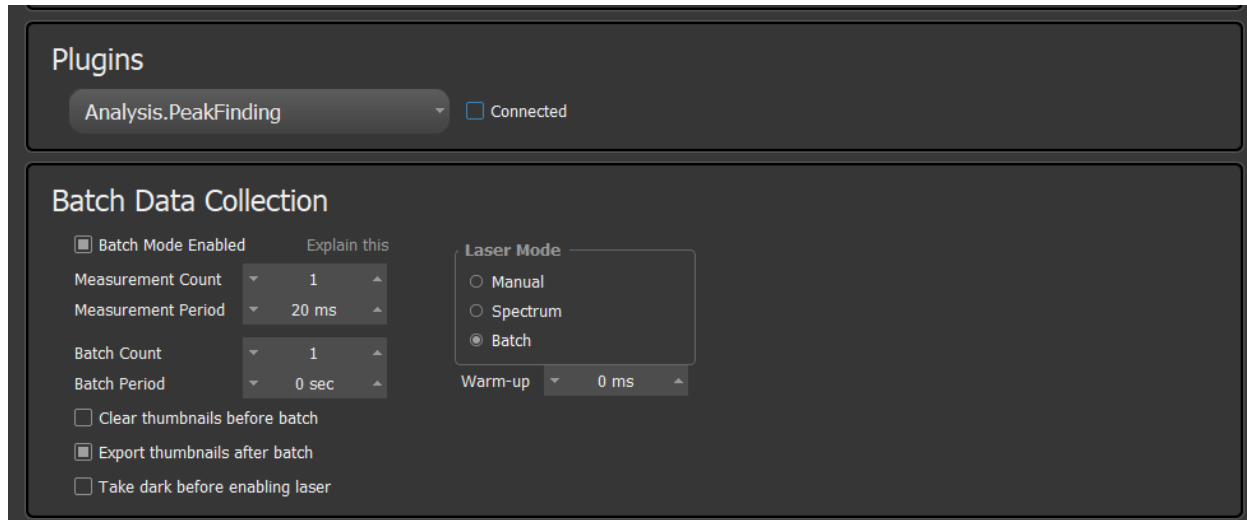 Plugins
Analysis.PeakFinding
Connected
Batch Data Collection
Batch Mode Enabled Explain this
Measurement Count 1
Measurement Period 20 ms
Batch Count 1
Batch Period 0 sec
Clear thumbnails before batch
Export thumbnails after batch
Take dark before enabling laser
Laser Mode
Manual
Spectrum
Batch
Warm-up 0 ms